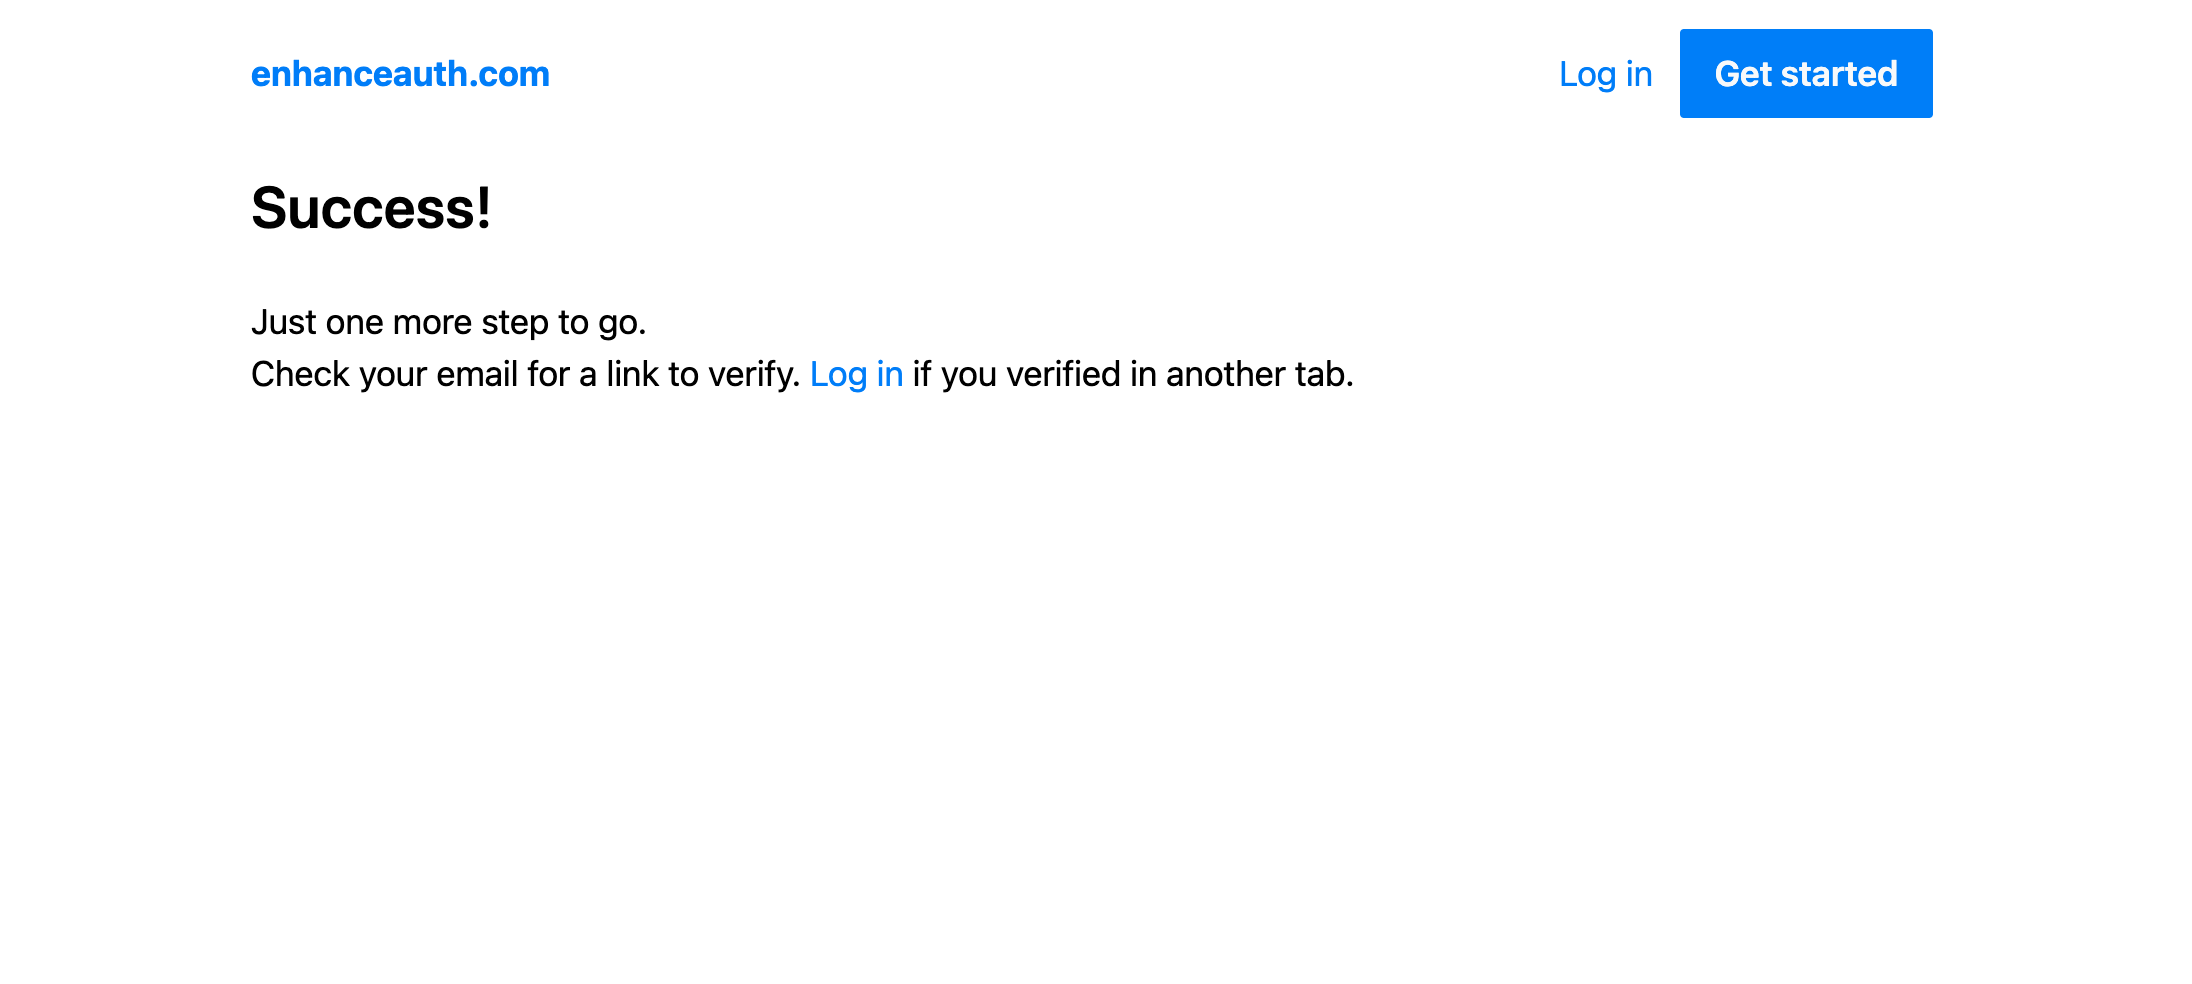 enhanceauth.com
Log in
Get started
Success!
Just one more step to go.
Check your email for a link to verify. Log in if you verified in another tab.